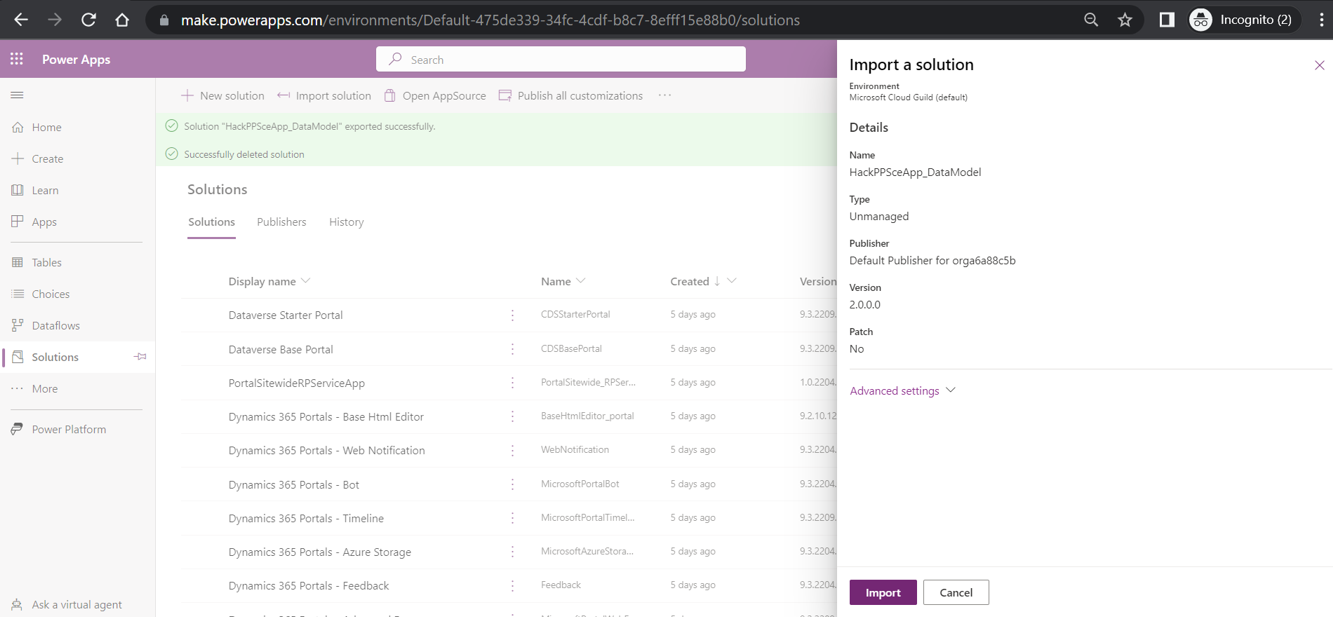 make.powerapps.com/environments/Default-475de339-34fc-4cdf-b8c7-8efff15e88b0/solutions
Incognito (2)
Power Apps
Search
New solution
Import solution
Open AppSource
Publish all customizations
Home
Create
Learn
Apps
Tables
Choices
Dataflows
Solutions
More
Power Platform
Ask a virtual agent
Solution "HackPPSceApp_DataModel" exported successfully.
Successfully deleted solution
Solutions
Solutions Publishers History
Display name Name Created Version
Dataverse Starter Portal CDSStarterPortal 5 days ago 9.3.2209.
Dataverse Base Portal CDSBasePortal 5 days ago 9.3.2209.
PortalSitewideRPServiceApp PortalSitewide_RPSer... 5 days ago 1.0.2204.
Dynamics 365 Portals - Base Html Editor BaseHtmlEditor_portal 5 days ago 9.2.10.12
Dynamics 365 Portals - Web Notification WebNotification 5 days ago 9.3.2204.
Dynamics 365 Portals - Bot MicrosoftPortalBot 5 days ago 9.3.2204.
Dynamics 365 Portals - Timeline MicrosoftPortalTimel... 5 days ago 9.3.2209.
Dynamics 365 Portals - Azure Storage MicrosoftAzureStora... 5 days ago 9.3.2204.
Dynamics 365 Portals - Feedback Feedback 5 days ago 9.3.2204.
Import a solution
Environment
Microsoft Cloud Guild (default)
Details
Name
HackPPSceApp_DataModel
Type
Unmanaged
Publisher
Default Publisher for orga6a88c5b
Version
2.0.0.0
Patch
No
Advanced settings
Import
Cancel